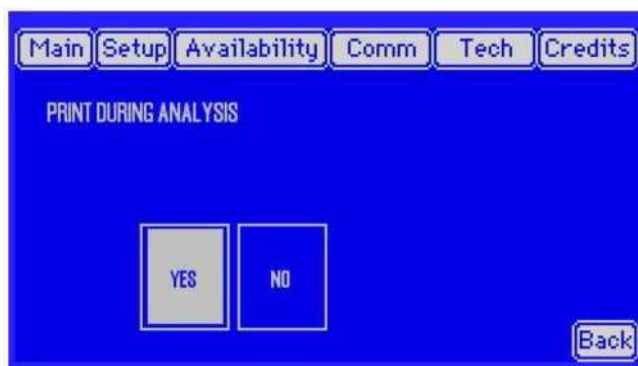 Main Setup Availability Comm Tech Credits
PRINT DURING ANALYSIS
YES NO
Back